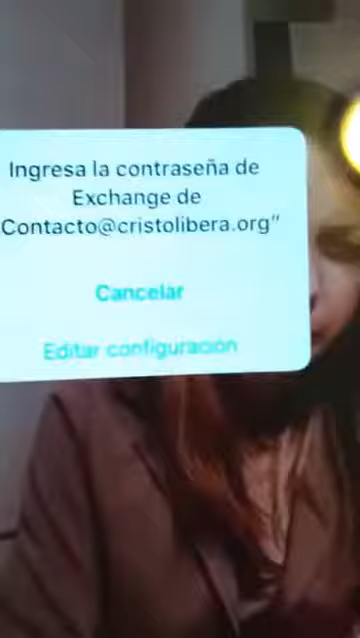 Ingresa la contraseña de
Exchange de
Contacto@cristolibera.org"
Cancelar
Editar configuración